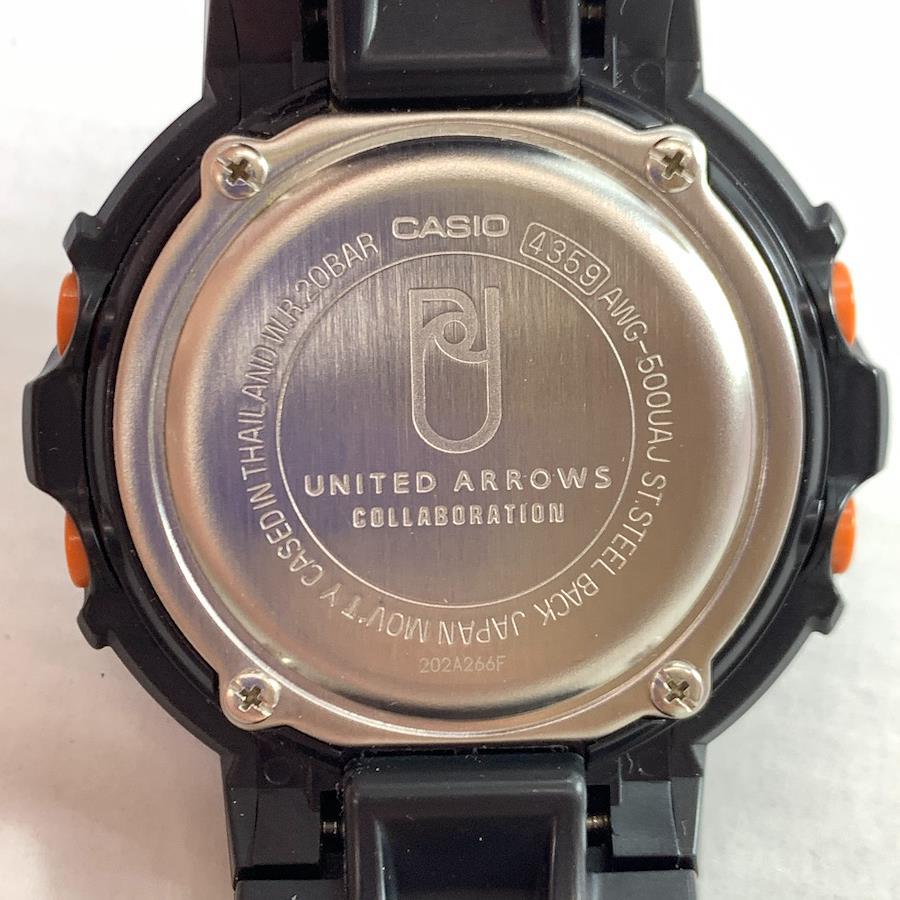 CASIO
4359 AWG-500UAJ ST.STEEL BACK JAPAN MOV'T Y CASED IN THAILAND W.R.20BAR
UNITED ARROWS
COLLABORATION
202A266F